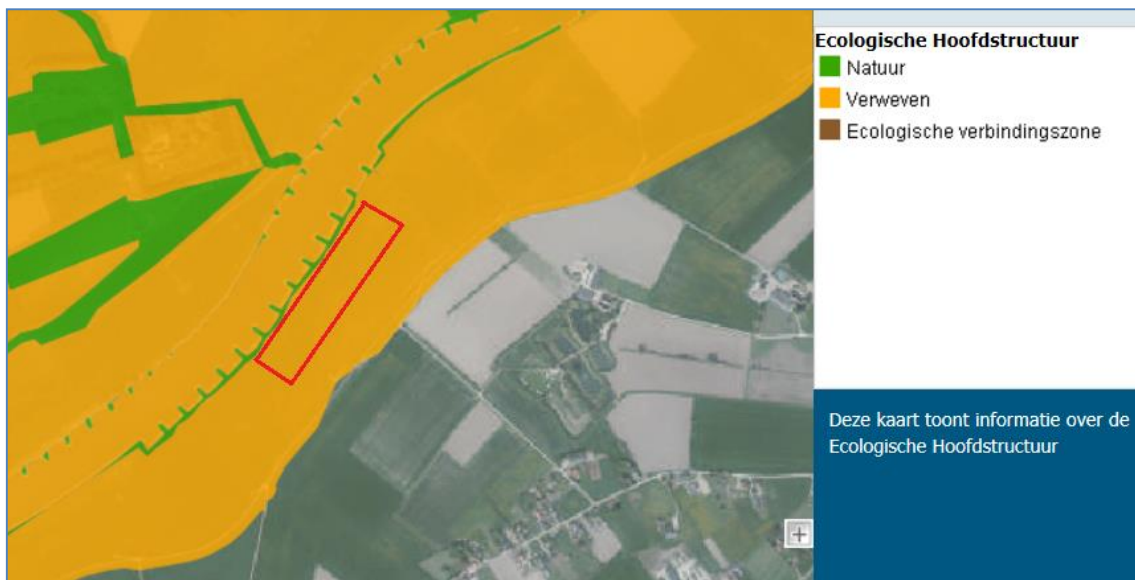 Ecologische Hoofdstructuur
Natuur
Verweven
Ecologische verbindingszone
Deze kaart toont informatie over de
Ecologische Hoofdstructuur